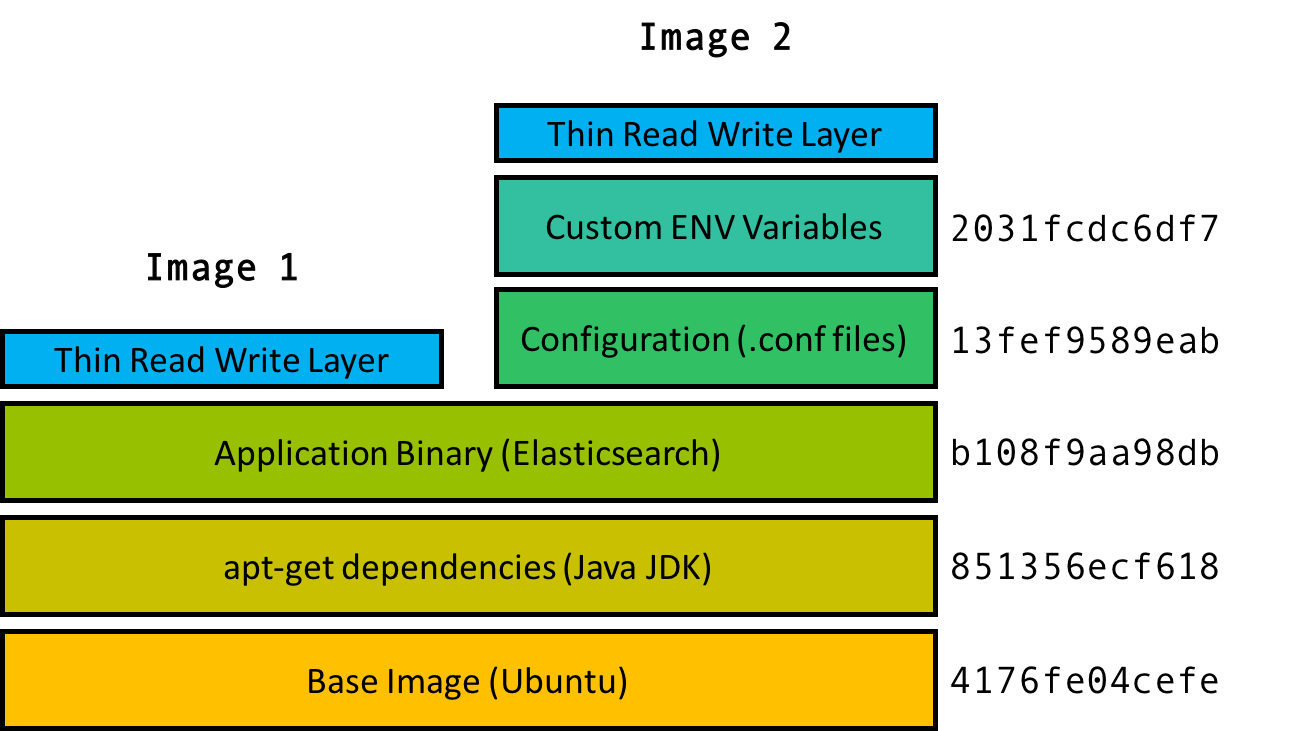 Image 2
Thin Read Write Layer
Custom ENV Variables 2031fcdc6df7
Image 1
Configuration (.conf files) 13fef9589eab
Thin Read Write Layer
Application Binary (Elasticsearch) b108f9aa98db
apt-get dependencies (Java JDK) 851356ecf618
Base Image (Ubuntu) 4176fe04cefe